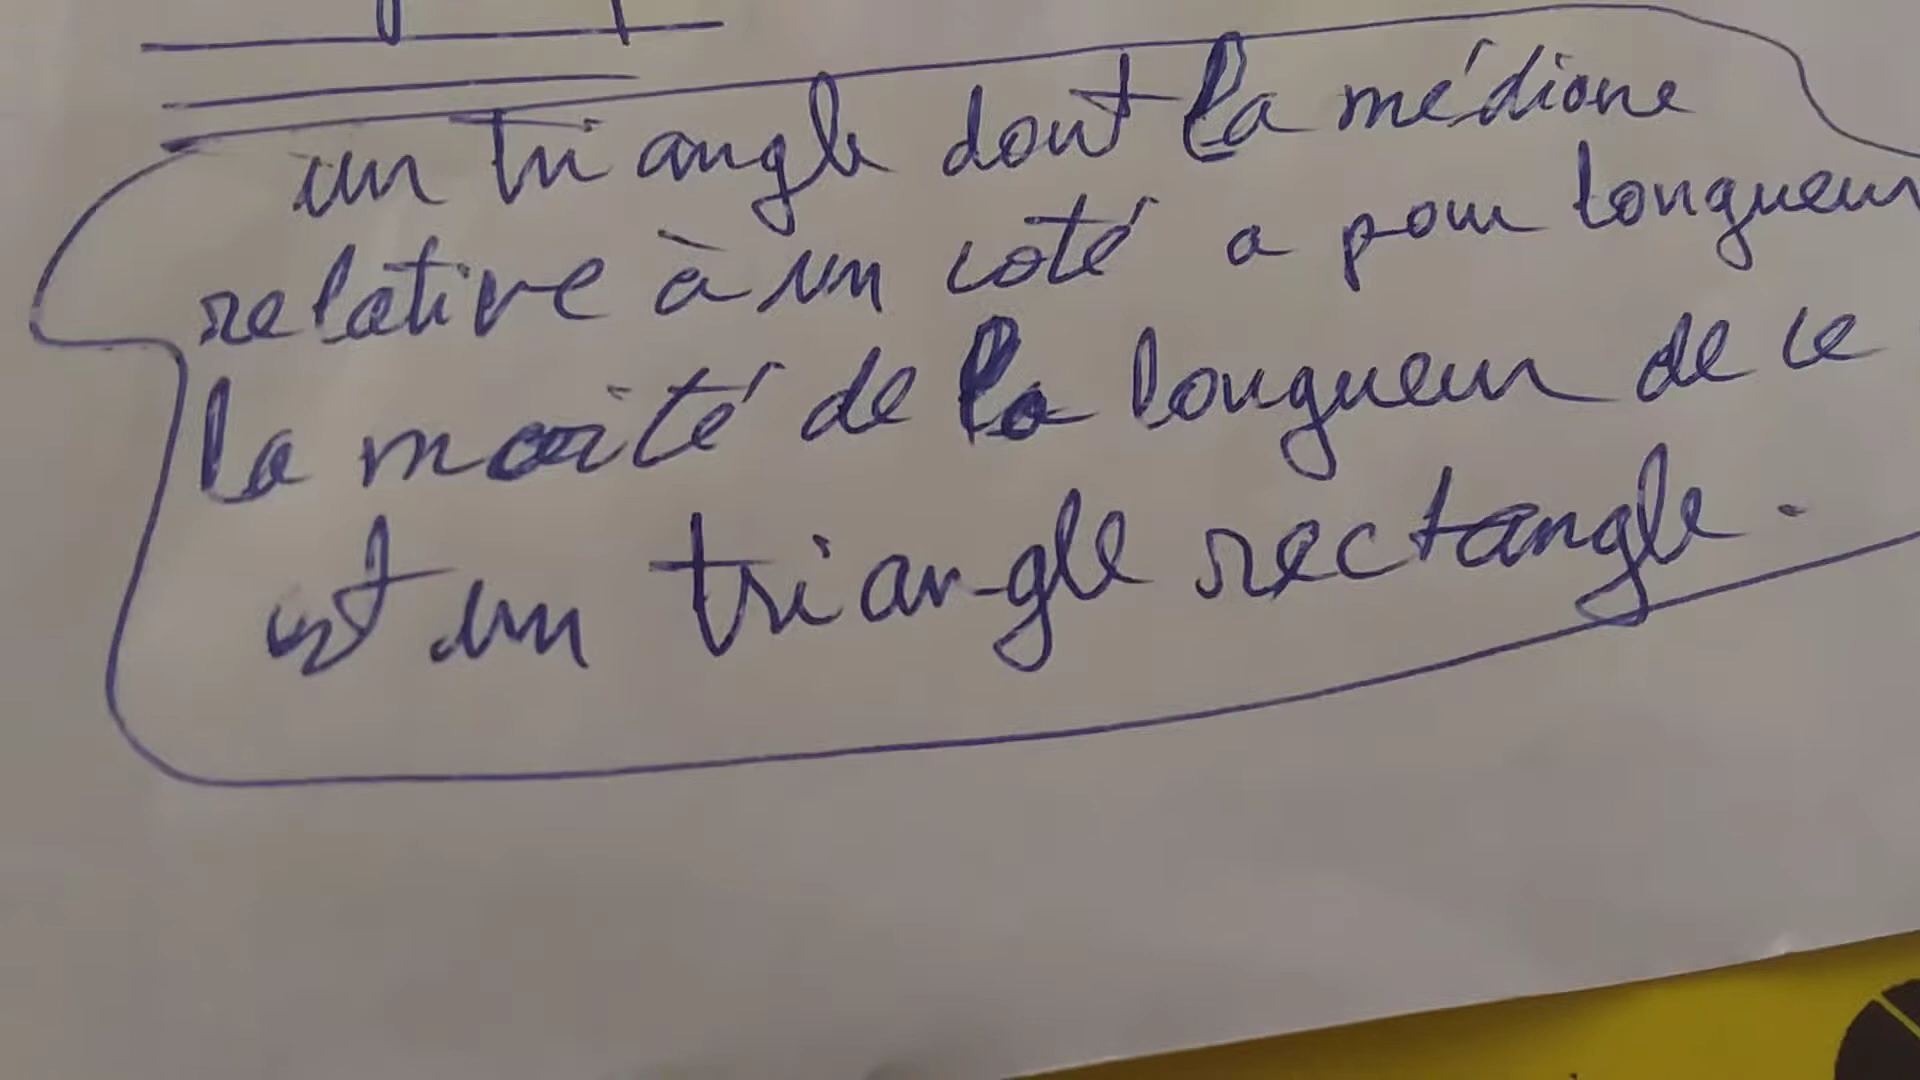 un triangle dont la médiane
relative à un coté a pour longueur
la moitié de la longueur de ce
est un triangle rectangle.